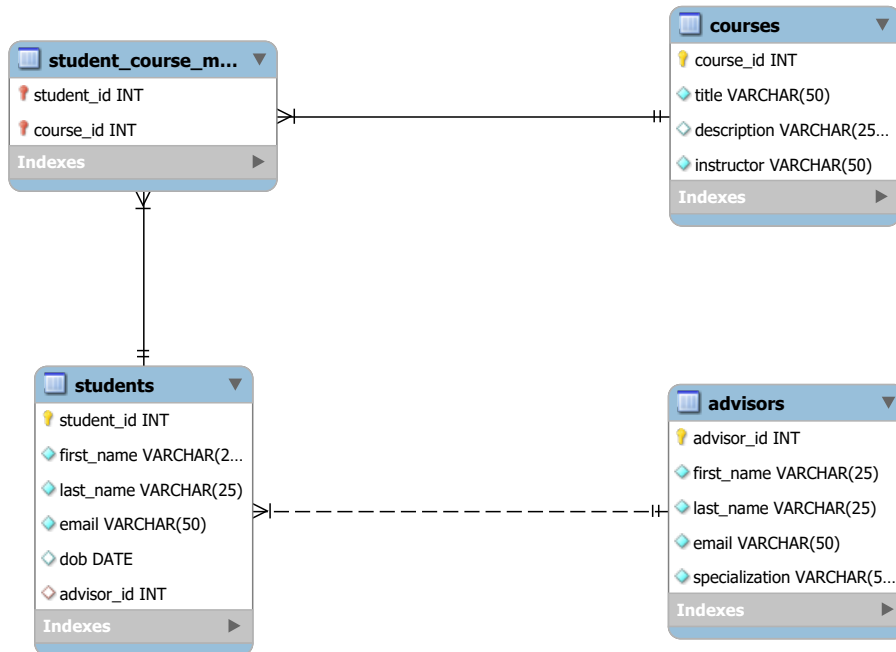 student_course_m...
student_id INT
course_id INT
Indexes
courses
course_id INT
title VARCHAR(50)
description VARCHAR(25...
instructor VARCHAR(50)
Indexes
students
student_id INT
first_name VARCHAR(2...
last_name VARCHAR(25)
email VARCHAR(50)
dob DATE
advisor_id INT
Indexes
advisors
advisor_id INT
first_name VARCHAR(25)
last_name VARCHAR(25)
email VARCHAR(50)
specialization VARCHAR(5...
Indexes